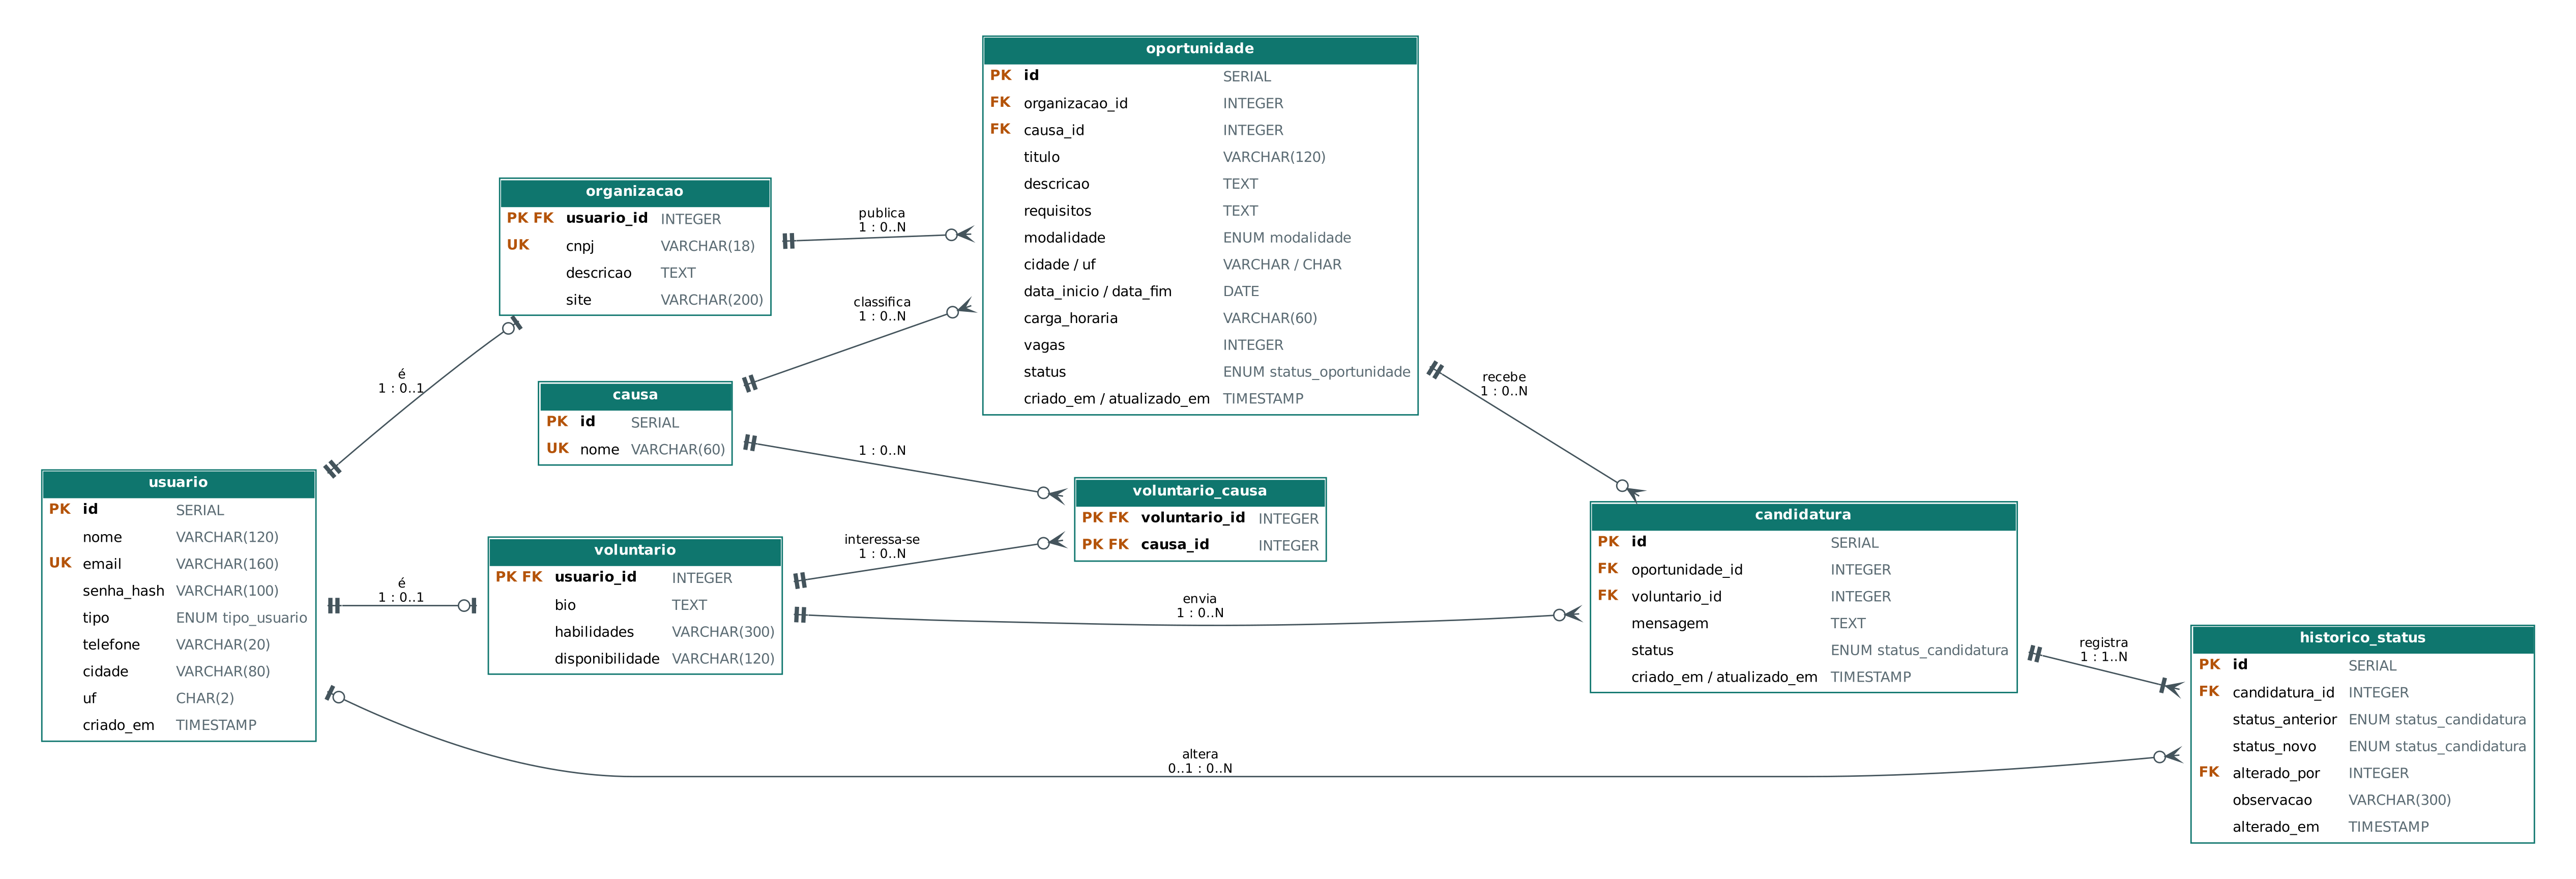 oportunidade
PK id SERIAL
FK organizacao_id INTEGER
FK causa_id INTEGER
titulo VARCHAR(120)
descricao TEXT
requisitos TEXT
modalidade ENUM modalidade
cidade / uf VARCHAR / CHAR
data_inicio / data_fim DATE
carga_horaria VARCHAR(60)
vagas INTEGER
status ENUM status_oportunidade
criado_em / atualizado_em TIMESTAMP
organizacao
PK FK usuario_id INTEGER
UK cnpj VARCHAR(18)
descricao TEXT
site VARCHAR(200)
publica
1 : 0..N
classifica
1 : 0..N
é
1 : 0..1
causa
PK id SERIAL
UK nome VARCHAR(60)
1 : 0..N
recebe
1 : 0..N
usuario
PK id SERIAL
nome VARCHAR(120)
UK email VARCHAR(160)
senha_hash VARCHAR(100)
tipo ENUM tipo_usuario
telefone VARCHAR(20)
cidade VARCHAR(80)
uf CHAR(2)
criado_em TIMESTAMP
é
1 : 0..1
voluntario
PK FK usuario_id INTEGER
bio TEXT
habilidades VARCHAR(300)
disponibilidade VARCHAR(120)
interessa-se
1 : 0..N
voluntario_causa
PK FK voluntario_id INTEGER
PK FK causa_id INTEGER
envia
1 : 0..N
candidatura
PK id SERIAL
FK oportunidade_id INTEGER
FK voluntario_id INTEGER
mensagem TEXT
status ENUM status_candidatura
criado_em / atualizado_em TIMESTAMP
registra
1 : 1..N
altera
0..1 : 0..N
historico_status
PK id SERIAL
FK candidatura_id INTEGER
status_anterior ENUM status_candidatura
status_novo ENUM status_candidatura
FK alterado_por INTEGER
observacao VARCHAR(300)
alterado_em TIMESTAMP